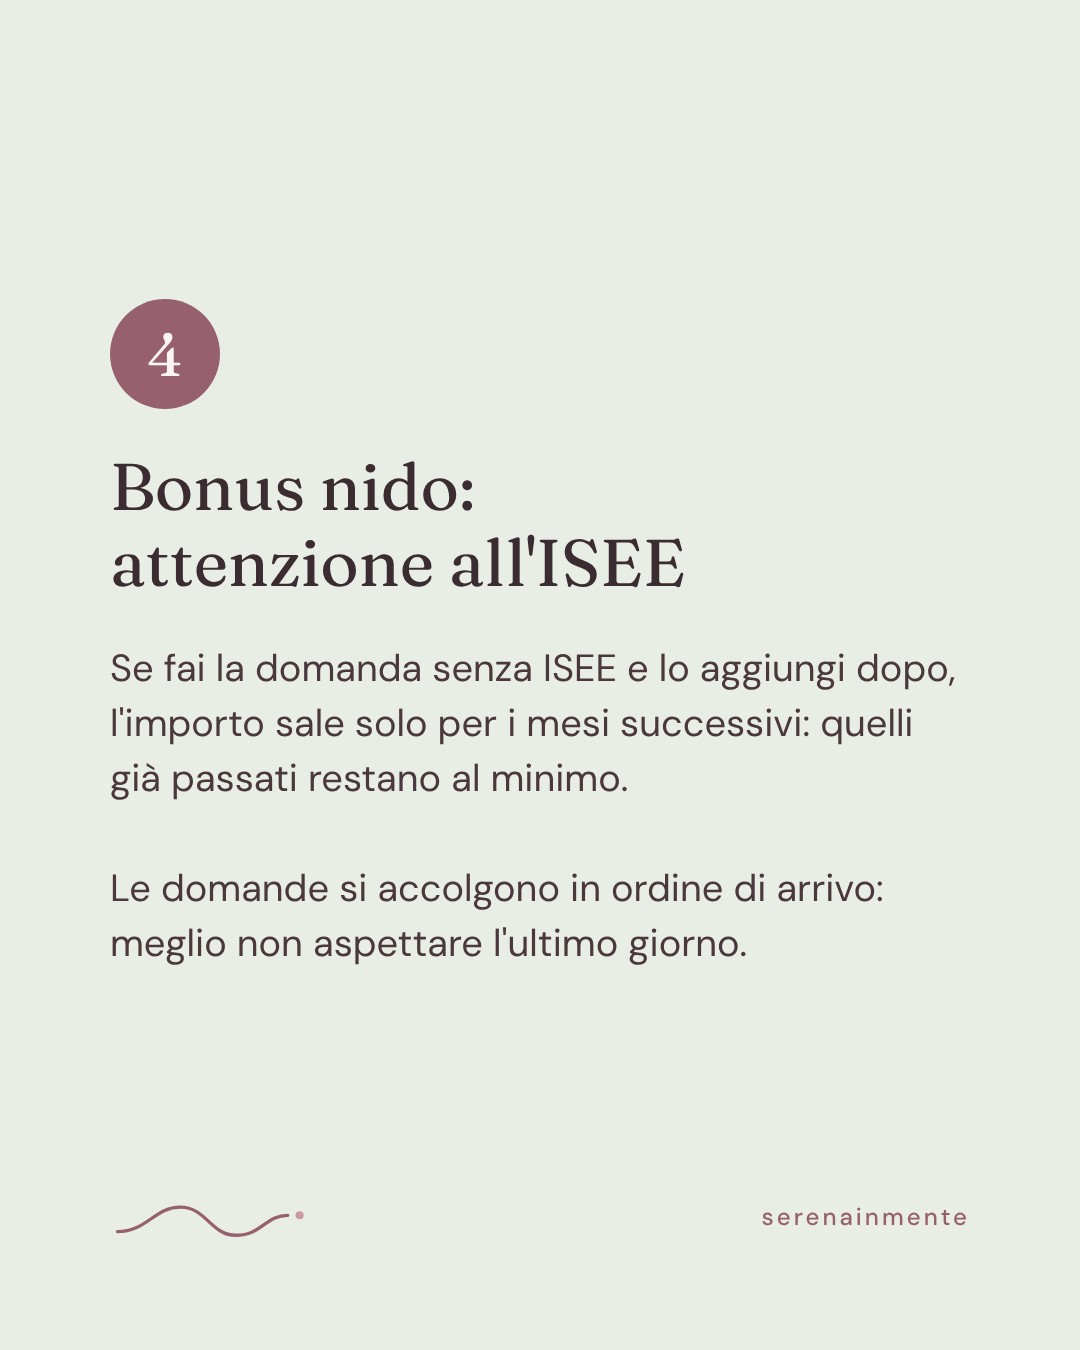 4
Bonus nido:
attenzione all'ISEE
Se fai la domanda senza ISEE e lo aggiungi dopo,
l'importo sale solo per i mesi successivi: quelli
già passati restano al minimo.
Le domande si accolgono in ordine di arrivo:
meglio non aspettare l'ultimo giorno.
serenainmente